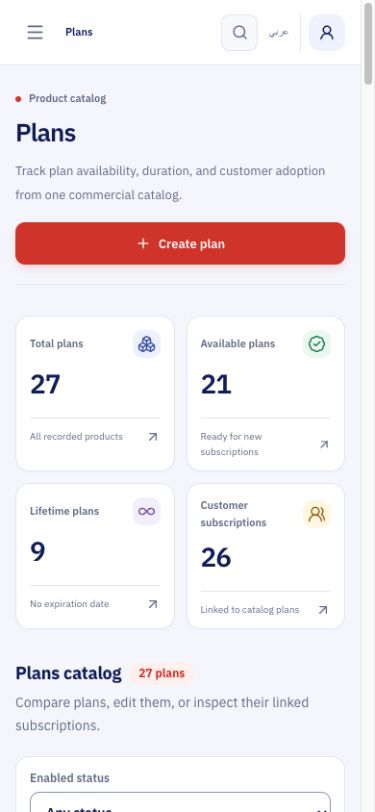 Plans
عربي
Product catalog
Plans
Track plan availability, duration, and customer adoption
from one commercial catalog.
Create plan
Total plans
27
All recorded products
Available plans
21
Ready for new
subscriptions
Lifetime plans
9
No expiration date
Customer
subscriptions
26
Linked to catalog plans
Plans catalog 27 plans
Compare plans, edit them, or inspect their linked
subscriptions.
Enabled status
Any status